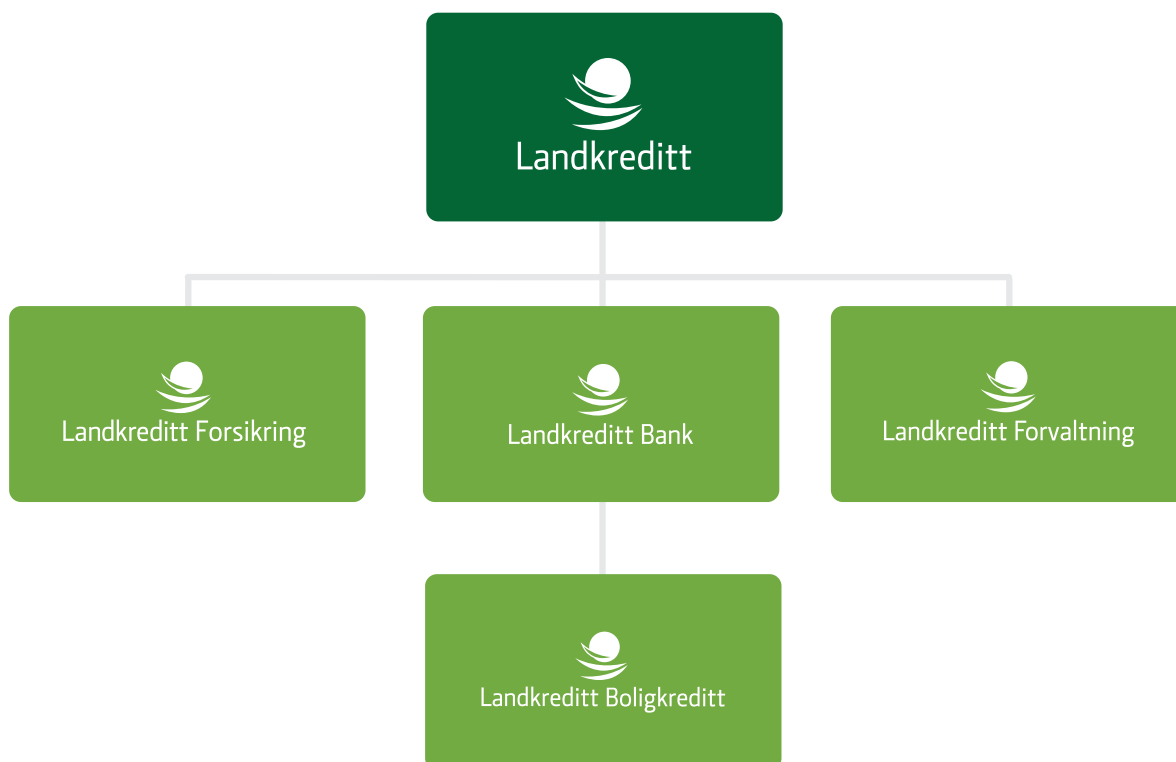 Landkreditt
Landkreditt Forsikring
Landkreditt Bank
Landkreditt Forvaltning
Landkreditt Boligkreditt